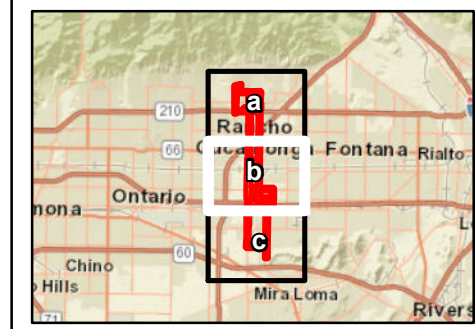 a
210
Rancho
66
Cucamonga
Fontana
Rialto
b
Ontario
mona
c
60
Chino
o Hills
Mira Loma
71
Rivers